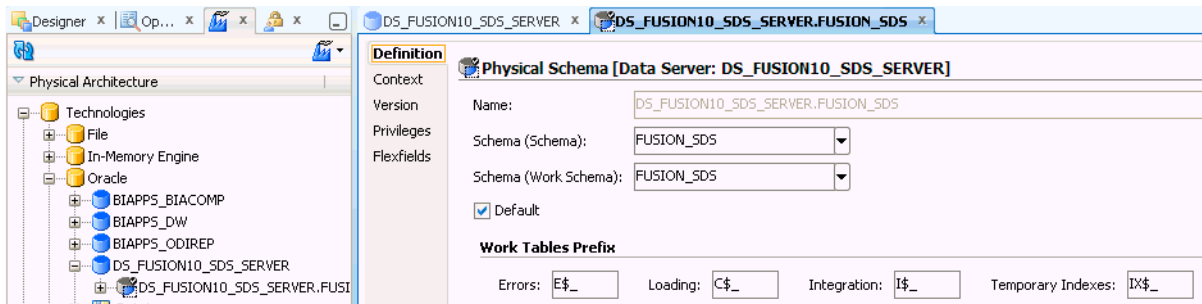 Designer
Op...
DS_FUSION10_SDS_SERVER
DS_FUSION10_SDS_SERVER.FUSION_SDS
Physical Architecture
Technologies
File
In-Memory Engine
Oracle
BIAPPS_BIACOMP
BIAPPS_DW
BIAPPS_ODIREP
DS_FUSION10_SDS_SERVER
DS_FUSION10_SDS_SERVER.FUSI
Definition
Context
Version
Privileges
Flexfields
Physical Schema [Data Server: DS_FUSION10_SDS_SERVER]
Name: DS_FUSION10_SDS_SERVER.FUSION_SDS
Schema (Schema): FUSION_SDS
Schema (Work Schema): FUSION_SDS
Default
Work Tables Prefix
Errors: E$_ Loading: C$_ Integration: I$_ Temporary Indexes: IX$_